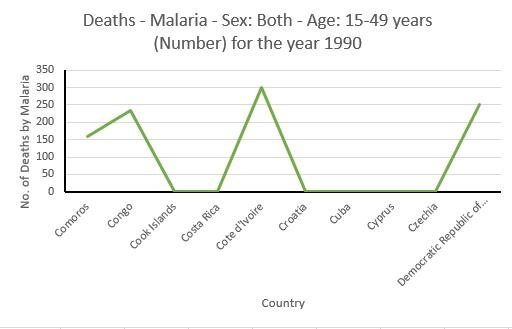 Deaths - Malaria - Sex: Both - Age: 15-49 years
(Number) for the year 1990
No. of Deaths by Malaria
350
300
250
200
150
100
50
0
Comoros
Congo
Cook Islands
Costa Rica
Cote d'Ivoire
Croatia
Cuba
Cyprus
Czechia
Democratic Republic of...
Country